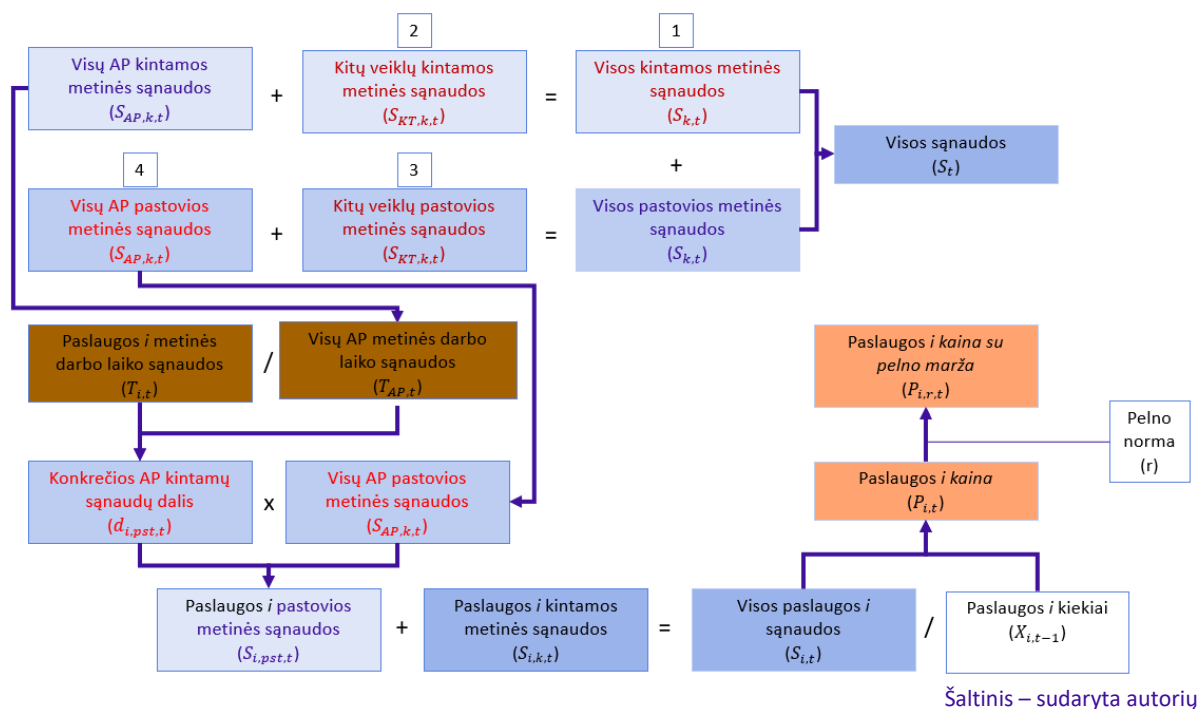 2
1
Visų AP kintamos
metinės sąnaudos
(S_{AP,k,t})
+
Kitų veiklų kintamos
metinės sąnaudos
(S_{KT,k,t})
=
Visos kintamos metinės
sąnaudos
(S_{k,t})
Visos sąnaudos
(S_t)
+
4
3
Visų AP pastovios
metinės sąnaudos
(S_{AP,k,t})
+
Kitų veiklų pastovios
metinės sąnaudos
(S_{KT,k,t})
=
Visos pastovios metinės
sąnaudos
(S_{k,t})
Paslaugos i metinės
darbo laiko sąnaudos
(T_{i,t})
/
Visų AP metinės darbo
laiko sąnaudos
(T_{AP,t})
Paslaugos i kaina su
pelno marža
(P_{i,r,t})
Pelno
norma
(r)
Konkrečios AP kintamų
sąnaudų dalis
(d_{i,pst,t})
x
Visų AP pastovios
metinės sąnaudos
(S_{AP,k,t})
Paslaugos i kaina
(P_{i,t})
Paslaugos i pastovios
metinės sąnaudos
(S_{i,pst,t})
+
Paslaugos i kintamos
metinės sąnaudos
(S_{i,k,t})
=
Visos paslaugos i
sąnaudos
(S_{i,t})
/
Paslaugos i kiekiai
(X_{i,t−1})
Šaltinis – sudaryta autorių